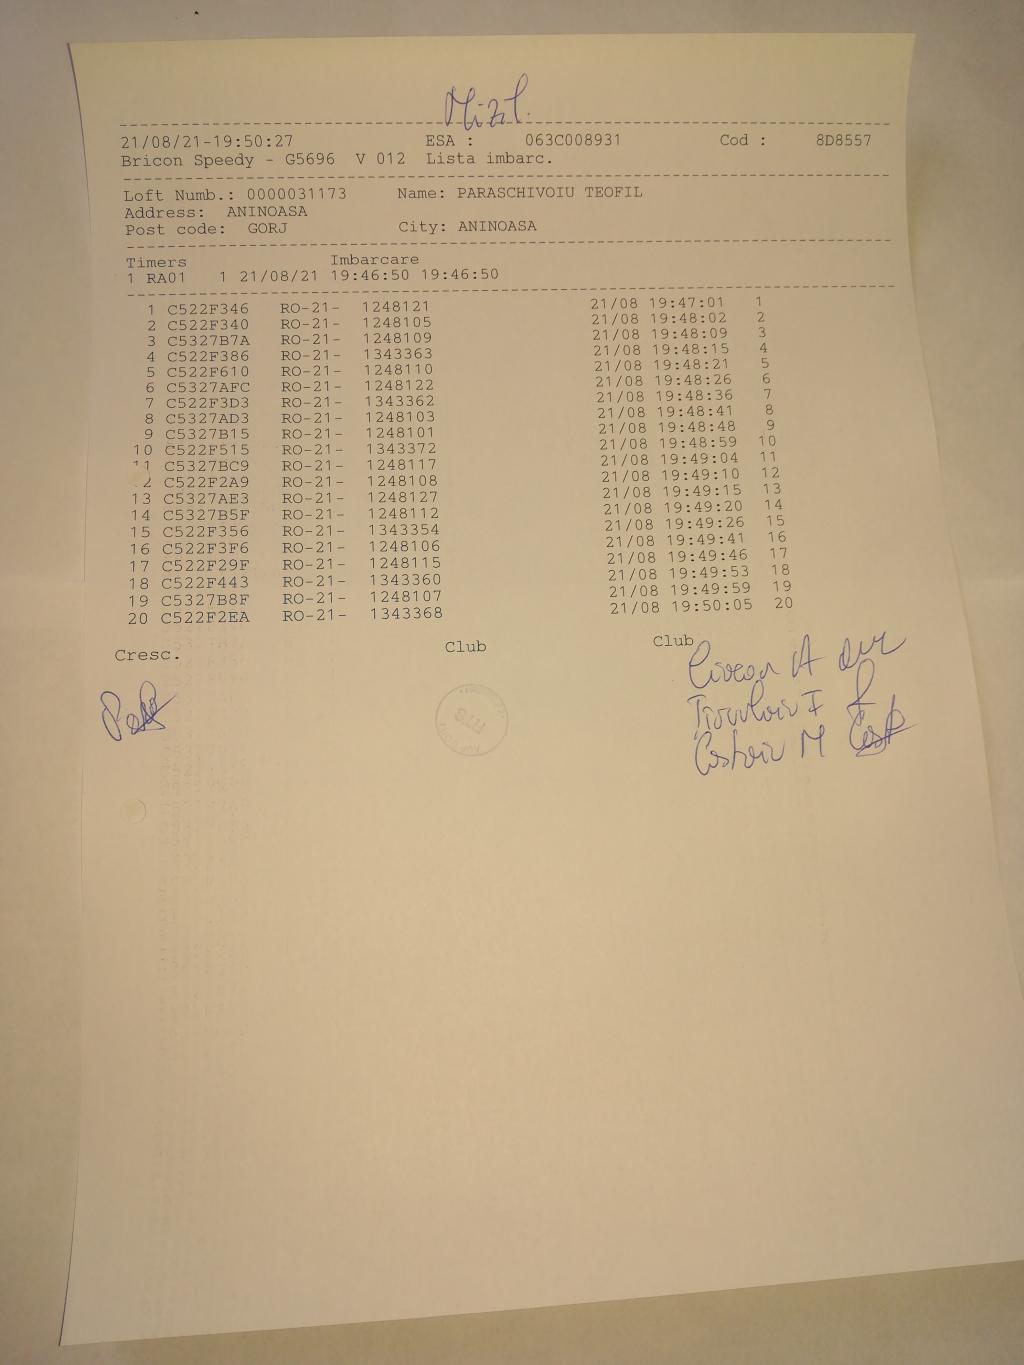 Mizil
21/08/21-19:50:27 ESA : 063C008931 Cod : 8D8557
Bricon Speedy - G5696 V 012 Lista imbarc.
Loft Numb.: 0000031173 Name: PARASCHIVOIU TEOFIL
Address: ANINOASA
Post code: GORJ City: ANINOASA
Timers Imbarcare
1 RA01 1 21/08/21 19:46:50 19:46:50
1 C522F346 RO-21- 1248121 21/08 19:47:01 1
2 C522F340 RO-21- 1248105 21/08 19:48:02 2
3 C5327B7A RO-21- 1248109 21/08 19:48:09 3
4 C522F386 RO-21- 1343363 21/08 19:48:15 4
5 C522F610 RO-21- 1248110 21/08 19:48:21 5
6 C5327AFC RO-21- 1248122 21/08 19:48:26 6
7 C522F3D3 RO-21- 1343362 21/08 19:48:36 7
8 C5327AD3 RO-21- 1248103 21/08 19:48:41 8
9 C5327B15 RO-21- 1248101 21/08 19:48:48 9
10 C522F515 RO-21- 1343372 21/08 19:48:59 10
11 C5327BC9 RO-21- 1248117 21/08 19:49:04 11
12 C522F2A9 RO-21- 1248108 21/08 19:49:10 12
13 C5327AE3 RO-21- 1248127 21/08 19:49:15 13
14 C5327B5F RO-21- 1248112 21/08 19:49:20 14
15 C522F356 RO-21- 1343354 21/08 19:49:26 15
16 C522F3F6 RO-21- 1248106 21/08 19:49:41 16
17 C522F29F RO-21- 1248115 21/08 19:49:46 17
18 C522F443 RO-21- 1343360 21/08 19:49:53 18
19 C5327B8F RO-21- 1248107 21/08 19:49:59 19
20 C522F2EA RO-21- 1343368 21/08 19:50:05 20
Cresc. Club Club